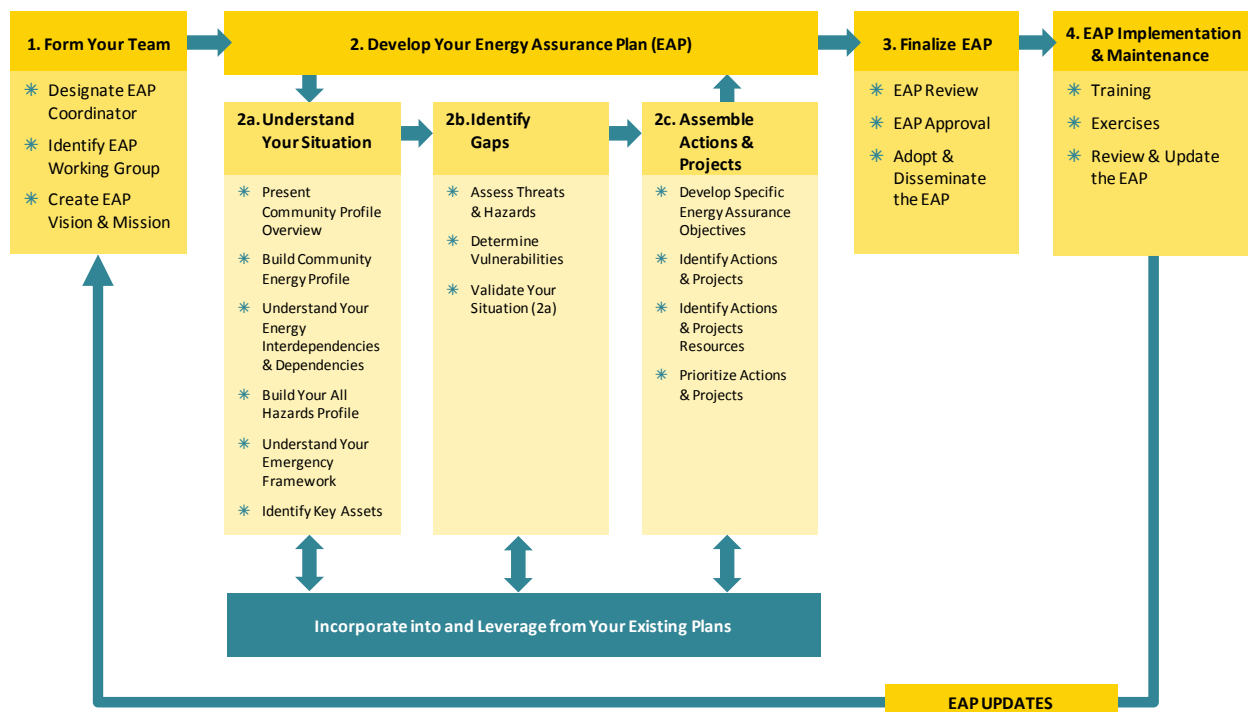 1. Form Your Team
✳ Designate EAP
Coordinator
✳ Identify EAP
Working Group
✳ Create EAP
Vision & Mission
2. Develop Your Energy Assurance Plan (EAP)
2a. Understand
Your Situation
✳ Present
Community Profile
Overview
✳ Build Community
Energy Profile
✳ Understand Your
Energy
Interdependencies
& Dependencies
✳ Build Your All
Hazards Profile
✳ Understand Your
Emergency
Framework
✳ Identify Key Assets
2b. Identify
Gaps
✳ Assess Threats
& Hazards
✳ Determine
Vulnerabilities
✳ Validate Your
Situation (2a)
2c. Assemble
Actions &
Projects
✳ Develop Specific
Energy Assurance
Objectives
✳ Identify Actions
& Projects
✳ Identify Actions
& Projects
Resources
✳ Prioritize Actions
& Projects
Incorporate into and Leverage from Your Existing Plans
3. Finalize EAP
✳ EAP Review
✳ EAP Approval
✳ Adopt &
Disseminate
the EAP
4. EAP Implementation
& Maintenance
✳ Training
✳ Exercises
✳ Review & Update
the EAP
EAP UPDATES